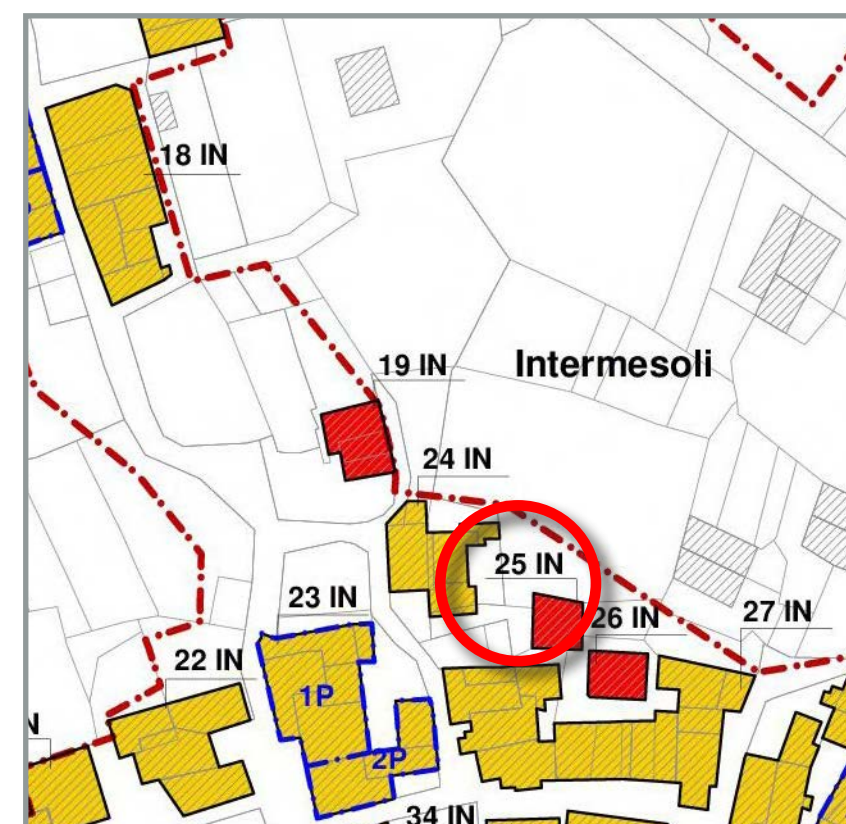 18 IN
19 IN
Intermesoli
24 IN
25 IN
23 IN
26 IN
27 IN
22 IN
1P
N
2P
34 IN